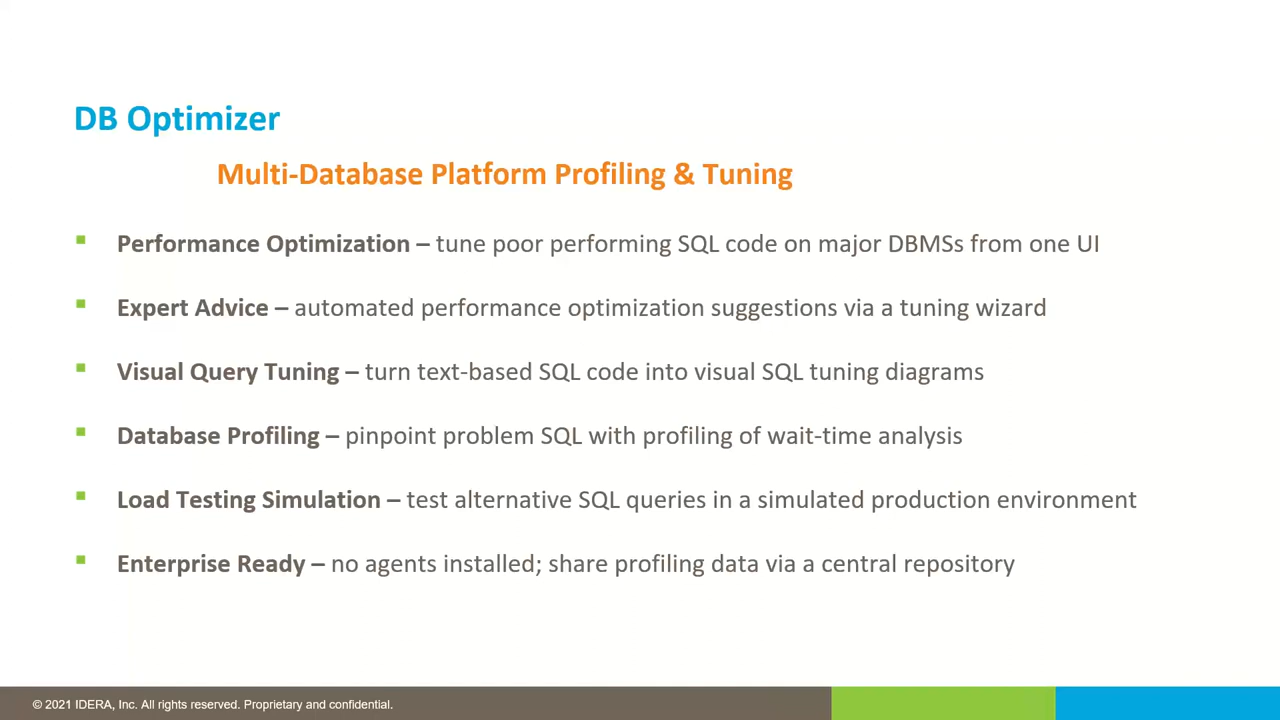 DB Optimizer
Multi-Database Platform Profiling & Tuning
▪ Performance Optimization – tune poor performing SQL code on major DBMSs from one UI
▪ Expert Advice – automated performance optimization suggestions via a tuning wizard
▪ Visual Query Tuning – turn text-based SQL code into visual SQL tuning diagrams
▪ Database Profiling – pinpoint problem SQL with profiling of wait-time analysis
▪ Load Testing Simulation – test alternative SQL queries in a simulated production environment
▪ Enterprise Ready – no agents installed; share profiling data via a central repository
© 2021 IDERA, Inc. All rights reserved. Proprietary and confidential.